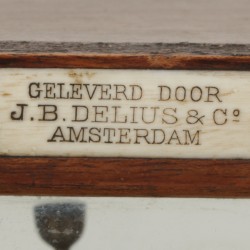 GELEVERD DOOR
J.B. DELIUS & Co
AMSTERDAM